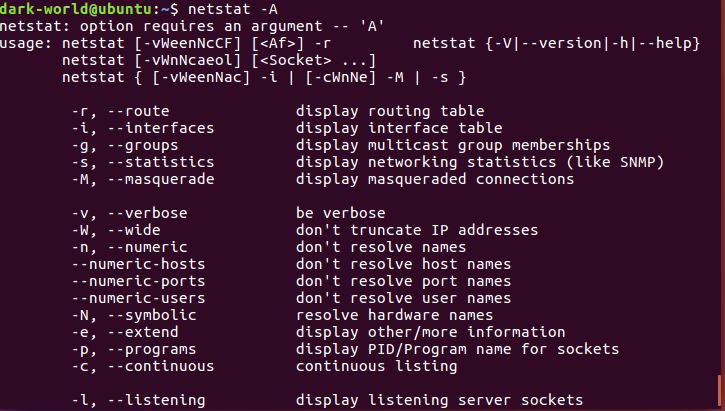 dark-world@ubuntu:~$ netstat -A
netstat: option requires an argument -- 'A'
usage: netstat [-vWeenNcCF] [<Af>] -r         netstat {-V|--version|-h|--help}
       netstat [-vWnNcaeol] [<Socket> ...]
       netstat { [-vWeenNac] -i | [-cWnNe] -M | -s }
        -r, --route              display routing table
        -i, --interfaces         display interface table
        -g, --groups             display multicast group memberships
        -s, --statistics         display networking statistics (like SNMP)
        -M, --masquerade         display masqueraded connections
        -v, --verbose            be verbose
        -W, --wide               don't truncate IP addresses
        -n, --numeric            don't resolve names
        --numeric-hosts          don't resolve host names
        --numeric-ports          don't resolve port names
        --numeric-users          don't resolve user names
        -N, --symbolic           resolve hardware names
        -e, --extend             display other/more information
        -p, --programs           display PID/Program name for sockets
        -c, --continuous         continuous listing
        -l, --listening          display listening server sockets